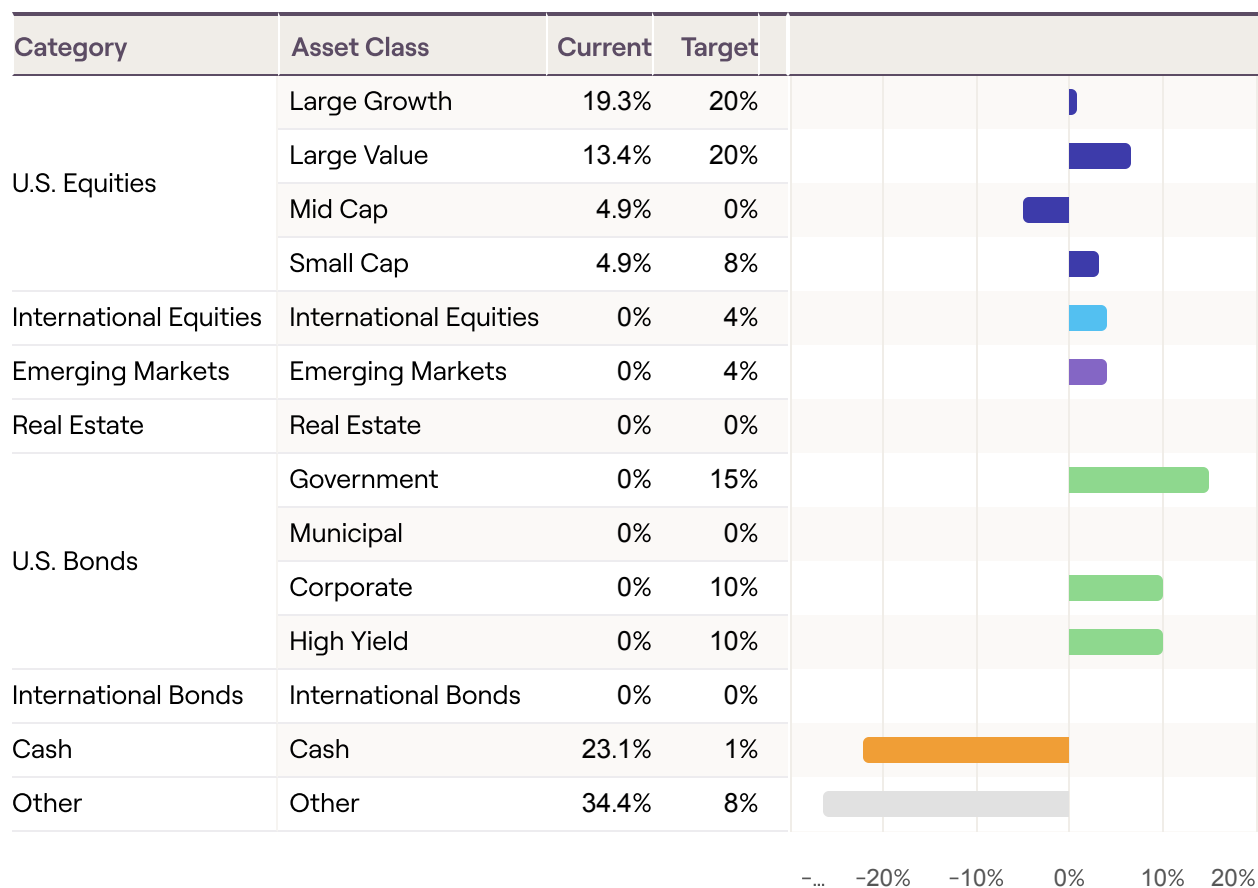 Category Asset Class Current Target
Large Growth 19.3% 20%
Large Value 13.4% 20%
U.S. Equities
Mid Cap 4.9% 0%
Small Cap 4.9% 8%
International Equities International Equities 0% 4%
Emerging Markets Emerging Markets 0% 4%
Real Estate Real Estate 0% 0%
Government 0% 15%
Municipal 0% 0%
U.S. Bonds
Corporate 0% 10%
High Yield 0% 10%
International Bonds International Bonds 0% 0%
Cash Cash 23.1% 1%
Other Other 34.4% 8%
−... −20% −10% 0% 10% 20%